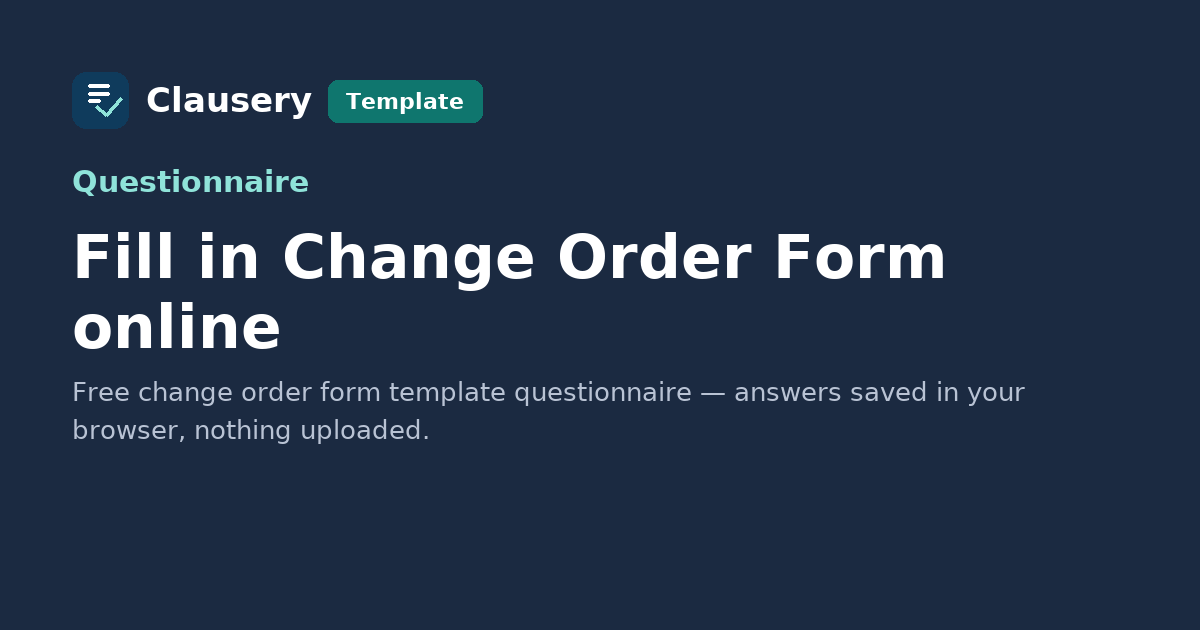 Clausery Template
Questionnaire
Fill in Change Order Form
online
Free change order form template questionnaire — answers saved in your
browser, nothing uploaded.